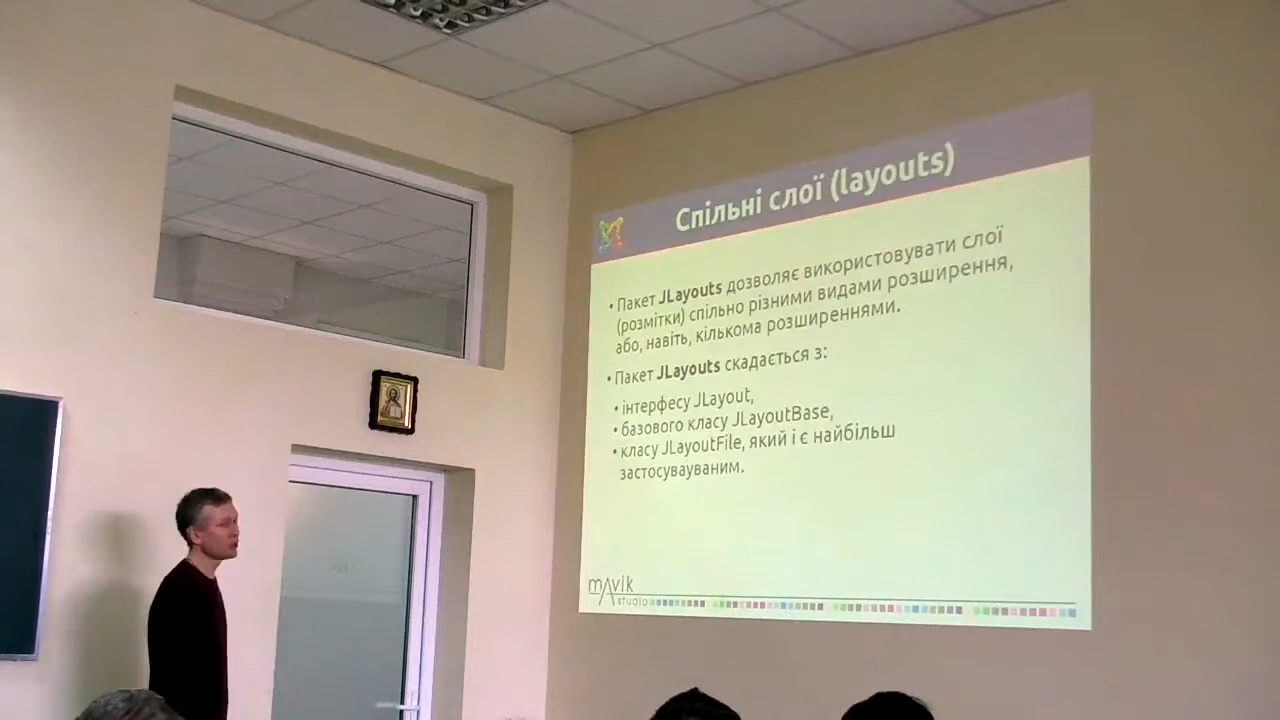 Спільні слої (layouts)
• Пакет JLayouts дозволяє використовувати слої
(розмітки) спільно різними видами розширення,
або, навіть, кількома розширеннями.
• Пакет JLayouts скадається з:
• інтерфесу JLayout,
• базового класу JLayoutBase,
• класу JLayoutFile, який і є найбільш
застосувауваним.
mavik
studio